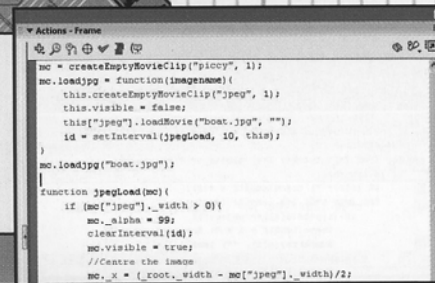 Actions - Frame
mc = createEmptyMovieClip("piccy", 1);
mc.loadjpg = function(imagename){
this.createEmptyMovieClip("jpeg", 1);
this.visible = false;
this["jpeg"].loadMovie("boat.jpg", "");
id = setInterval(jpegLoad, 10, this);
}
mc.loadjpg("boat.jpg");
function jpegLoad(mc){
if (mc["jpeg"]._width > 0){
mc._alpha = 99;
clearInterval(id);
mc.visible = true;
//Centre the image
mc._x = (_root._width - mc["jpeg"]._width)/2;